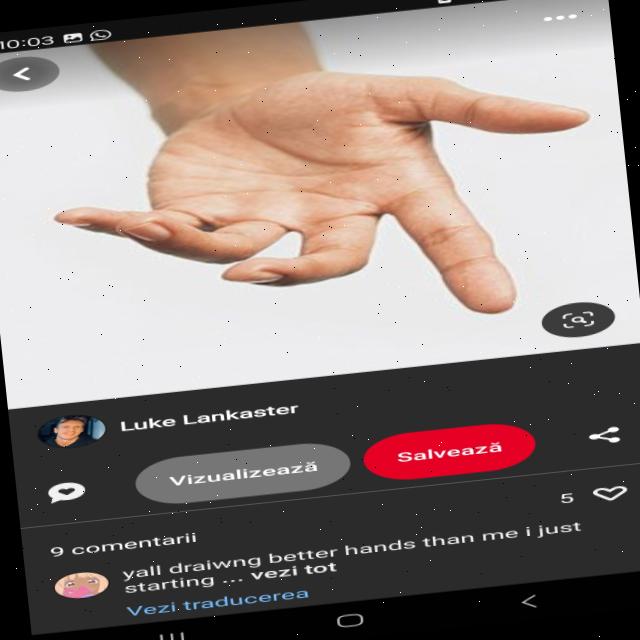 10:03
Luke Lankaster
Vizualizează
Salvează
5
9 comentarii
yall draiwng better hands than me i just
starting ... vezi tot
Vezi traducerea